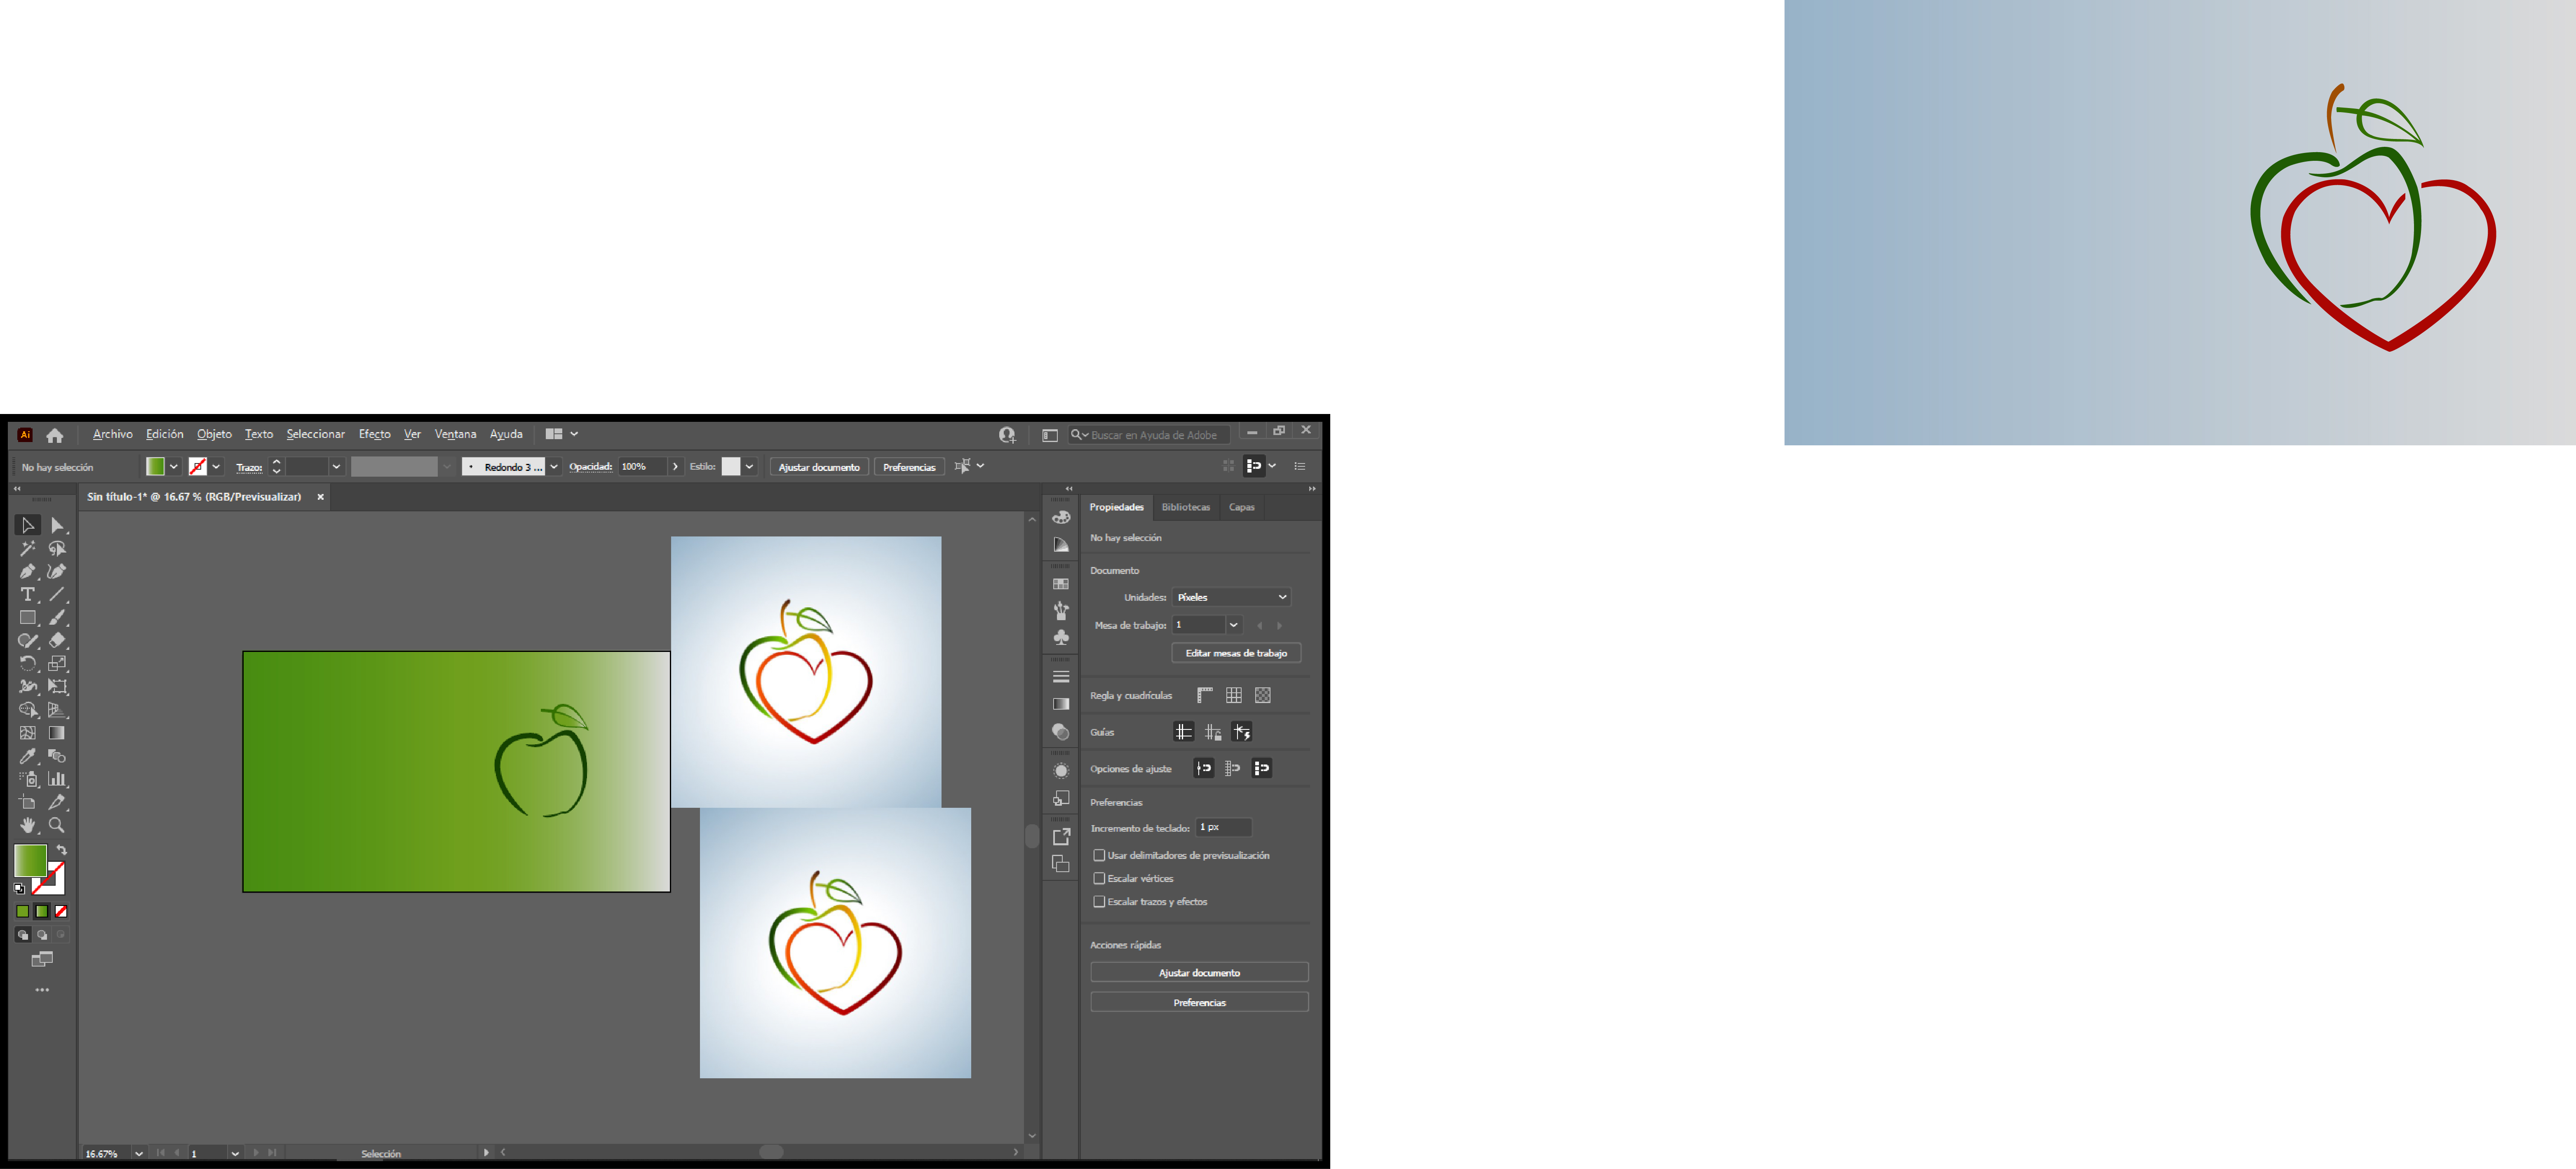 Ai Archivo Edición Objeto Texto Seleccionar Efecto Ver Ventana Ayuda Buscar en Ayuda de Adobe
No hay selección Trazo: Redondo 3 ... Opacidad: 100% Estilo: Ajustar documento Preferencias
Sin título-1* @ 16.67 % (RGB/Previsualizar) ×
Propiedades Bibliotecas Capas
No hay selección
Documento
Unidades: Píxeles
Mesa de trabajo: 1
Editar mesas de trabajo
Regla y cuadrículas
Guías
Opciones de ajuste
Preferencias
Incremento de teclado: 1 px
Usar delimitadores de previsualización
Escalar vértices
Escalar trazos y efectos
Acciones rápidas
Ajustar documento
Preferencias
16.67% 1 Selección